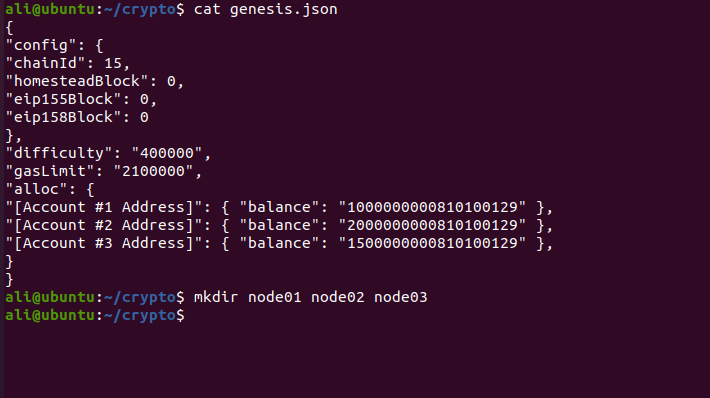 ali@ubuntu:~/crypto$ cat genesis.json
{
"config": {
"chainId": 15,
"homesteadBlock": 0,
"eip155Block": 0,
"eip158Block": 0
},
"difficulty": "400000",
"gasLimit": "2100000",
"alloc": {
"[Account #1 Address]": { "balance": "1000000000810100129" },
"[Account #2 Address]": { "balance": "2000000000810100129" },
"[Account #3 Address]": { "balance": "1500000000810100129" },
}
}
ali@ubuntu:~/crypto$ mkdir node01 node02 node03
ali@ubuntu:~/crypto$